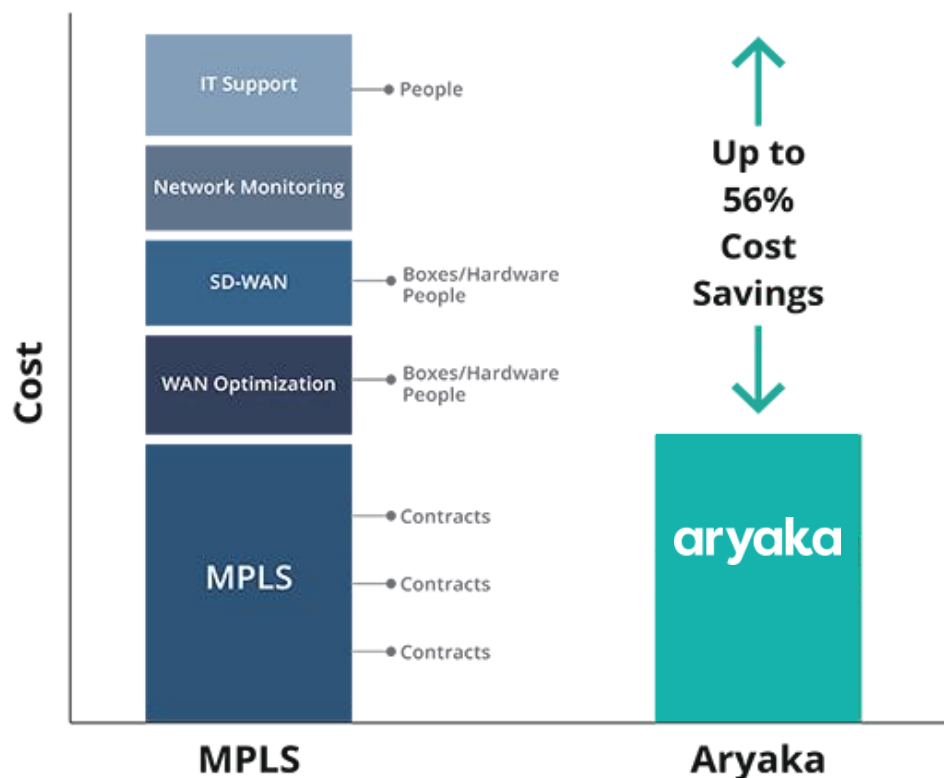 IT Support
People
Network Monitoring
SD-WAN
Boxes/Hardware
People
WAN Optimization
Boxes/Hardware
People
MPLS
Contracts
Contracts
Contracts
Up to
56%
Cost
Savings
aryaka
Cost
MPLS
Aryaka